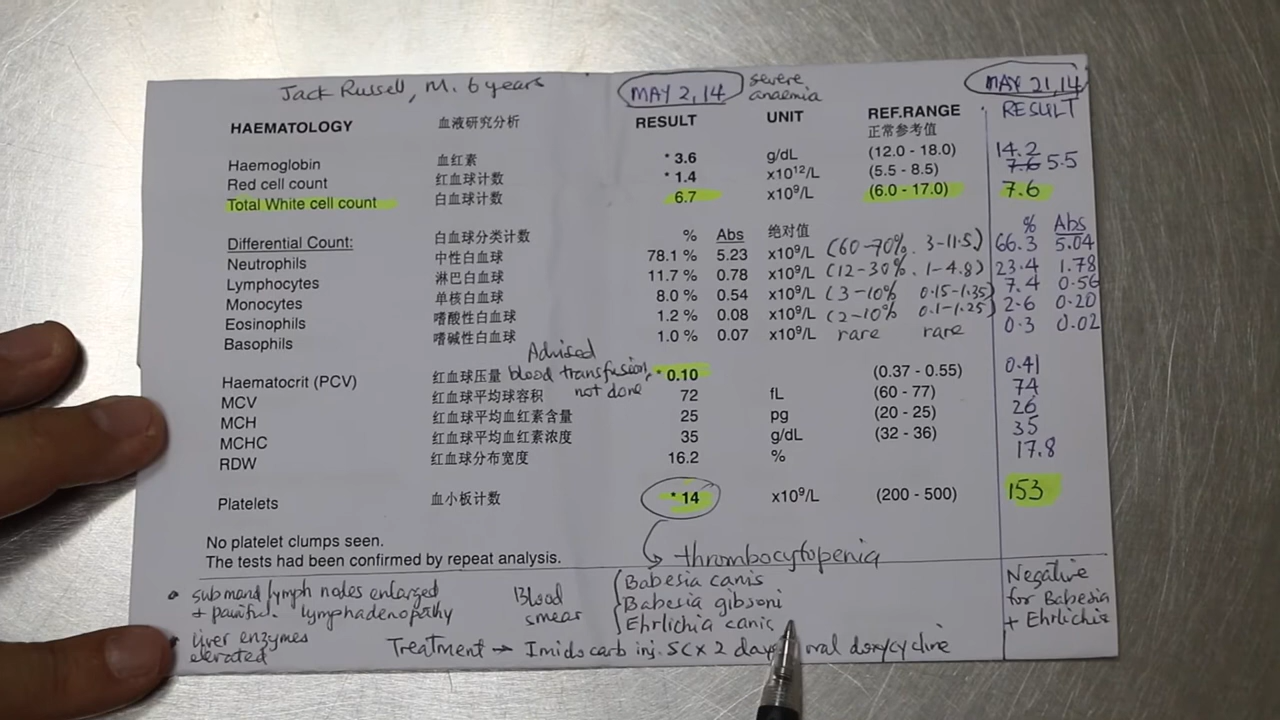 Jack Russell, M. 6 years MAY 2, 14 severe anaemia MAY 21, 14
HAEMATOLOGY 血液研究分析 RESULT UNIT REF.RANGE 正常参考值 RESULT
Haemoglobin 血红素 * 3.6 g/dL (12.0 - 18.0) 14.2
Red cell count 红血球计数 * 1.4 x10¹²/L (5.5 - 8.5) 7.6 5.5
Total White cell count 白血球计数 6.7 x10⁹/L (6.0 - 17.0) 7.6
Differential Count: 白血球分类计数 % Abs 绝对值 % Abs
Neutrophils 中性白血球 78.1 % 5.23 x10⁹/L (60-70%. 3-11.5.) 66.3 5.04
Lymphocytes 淋巴白血球 11.7 % 0.78 x10⁹/L (12-30%. 1-4.8) 23.4 1.78
Monocytes 单核白血球 8.0 % 0.54 x10⁹/L (3-10% 0.15-1.35) 7.4 0.56
Eosinophils 嗜酸性白血球 1.2 % 0.08 x10⁹/L (2-10% 0.1-1.25) 2.6 0.20
Basophils 嗜碱性白血球 1.0 % 0.07 x10⁹/L rare rare 0.3 0.02
Advised blood transfusion, not done
Haematocrit (PCV) 红血球压量 * 0.10 (0.37 - 0.55) 0.41
MCV 红血球平均球容积 72 fL (60 - 77) 74
MCH 红血球平均血红素含量 25 pg (20 - 25) 26
MCHC 红血球平均血红素浓度 35 g/dL (32 - 36) 35
RDW 红血球分布宽度 16.2 % 17.8
Platelets 血小板计数 * 14 x10⁹/L (200 - 500) 153
No platelet clumps seen.
The tests had been confirmed by repeat analysis. thrombocytopenia
• submand lymph nodes enlarged
+ painful. lymphadenopathy
Blood smear
Babesia canis
Babesia gibsoni
Ehrlichia canis
Negative
for Babesia
+ Ehrlichia
• liver enzymes
elevated
Treatment → Imidocarb inj. SC x 2 day oral doxycycline